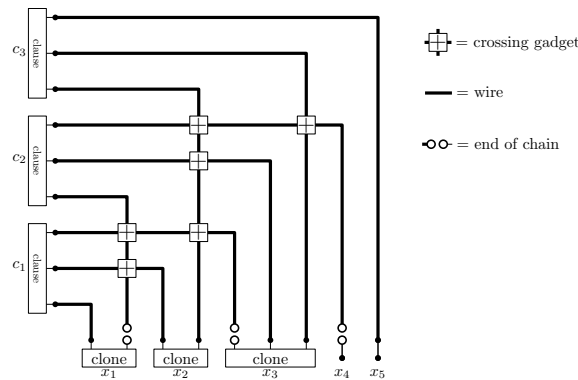 c3
clause
= crossing gadget
= wire
c2
clause
= end of chain
c1
clause
clone clone clone
x1 x2 x3 x4 x5